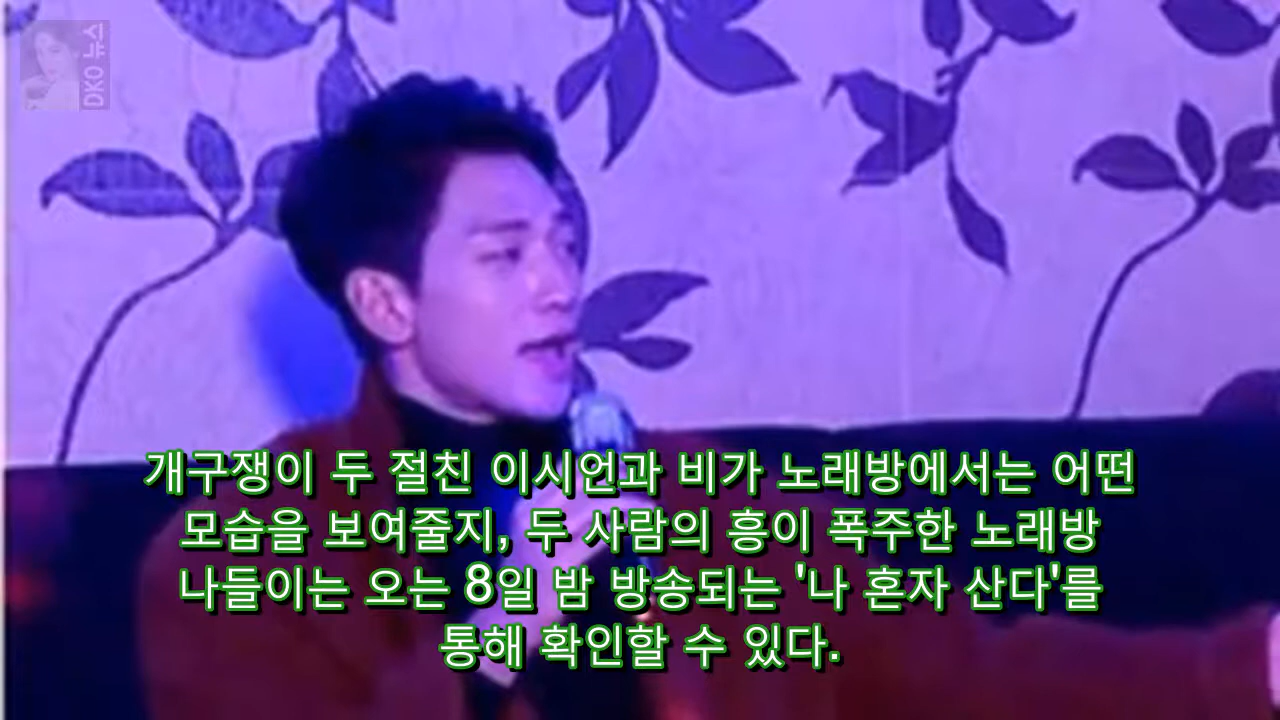 DKO 뉴스
개구쟁이 두 절친 이시언과 비가 노래방에서는 어떤
모습을 보여줄지, 두 사람의 흥이 폭주한 노래방
나들이는 오는 8일 밤 방송되는 '나 혼자 산다'를
통해 확인할 수 있다.